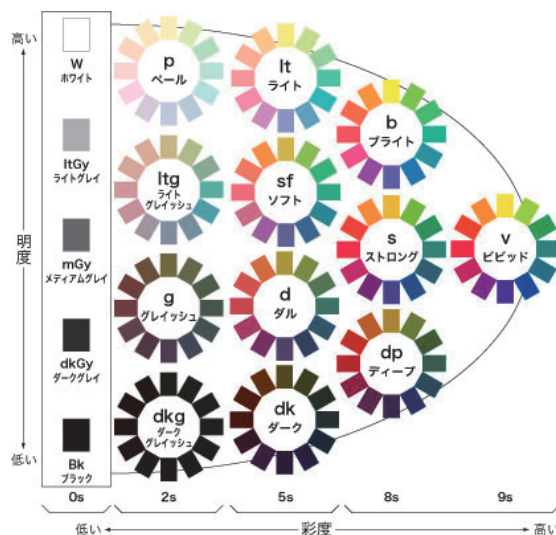 高い
明度
低い
W
ホワイト
ltGy
ライトグレイ
mGy
メディアムグレイ
dkGy
ダークグレイ
Bk
ブラック
p
ペール
ltg
ライト
グレイッシュ
g
グレイッシュ
dkg
ダーク
グレイッシュ
lt
ライト
sf
ソフト
d
ダル
dk
ダーク
b
ブライト
s
ストロング
dp
ディープ
v
ビビッド
0s
2s
5s
8s
9s
低い
彩度
高い